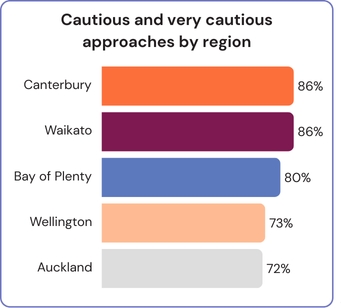 Cautious and very cautious
approaches by region
Canterbury 86%
Waikato 86%
Bay of Plenty 80%
Wellington 73%
Auckland 72%